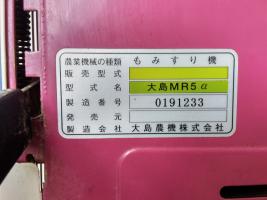 農業機械の種類 もみすり機
販売型式
型式名 大島MR5α
製造番号 0191233
発売元
製造会社 大島農機株式会社